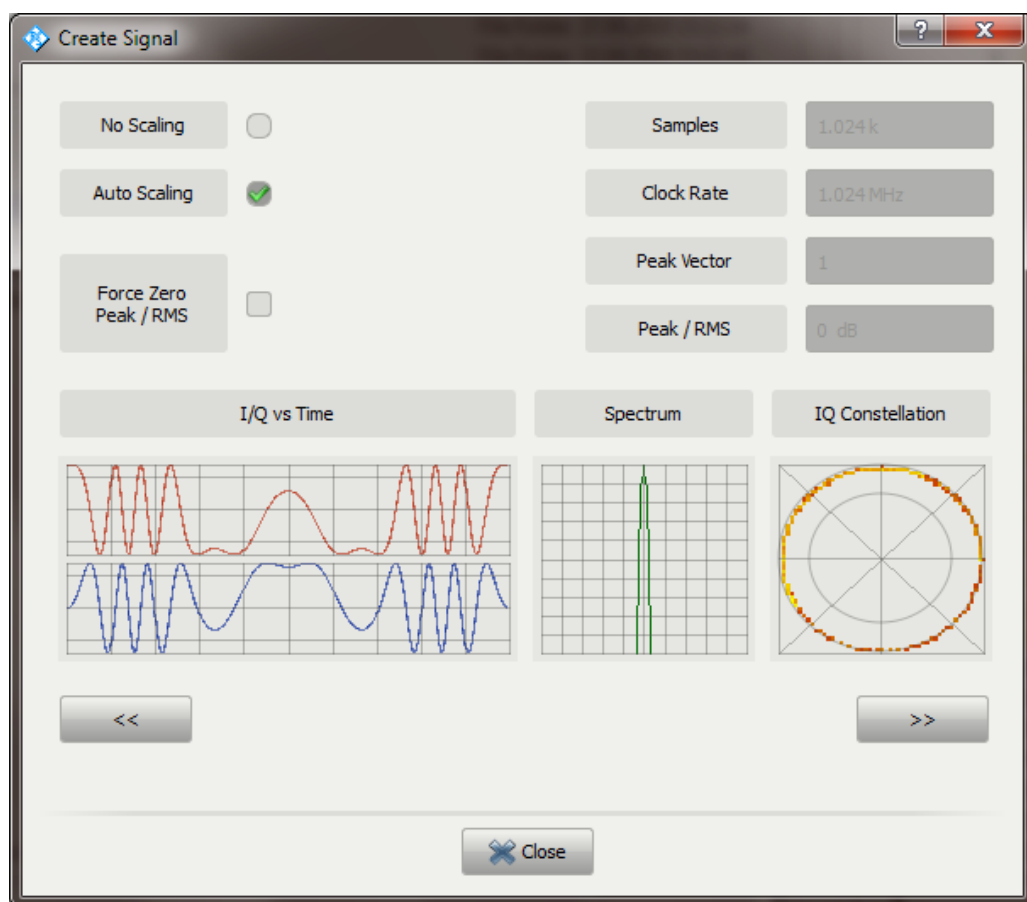 Create Signal
?
x
No Scaling
Samples
1.024 k
Auto Scaling
Clock Rate
1.024 MHz
Peak Vector
1
Force Zero
Peak / RMS
Peak / RMS
0 dB
I/Q vs Time
Spectrum
IQ Constellation
<<
>>
Close